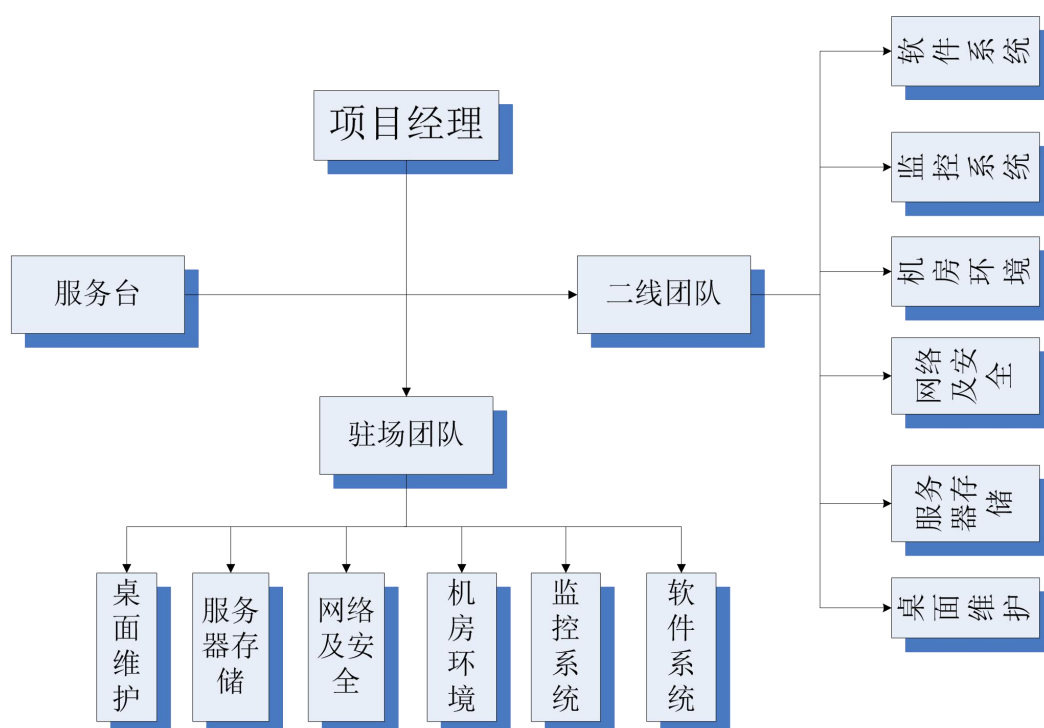 软件系统
项目经理
监控系统
机房环境
服务台
二线团队
网络
及安
全
驻场团队
服务
器存
储
桌面维护
桌面维护
服务
器存
储
网络
及安
全
机房环境
监控系统
软件系统